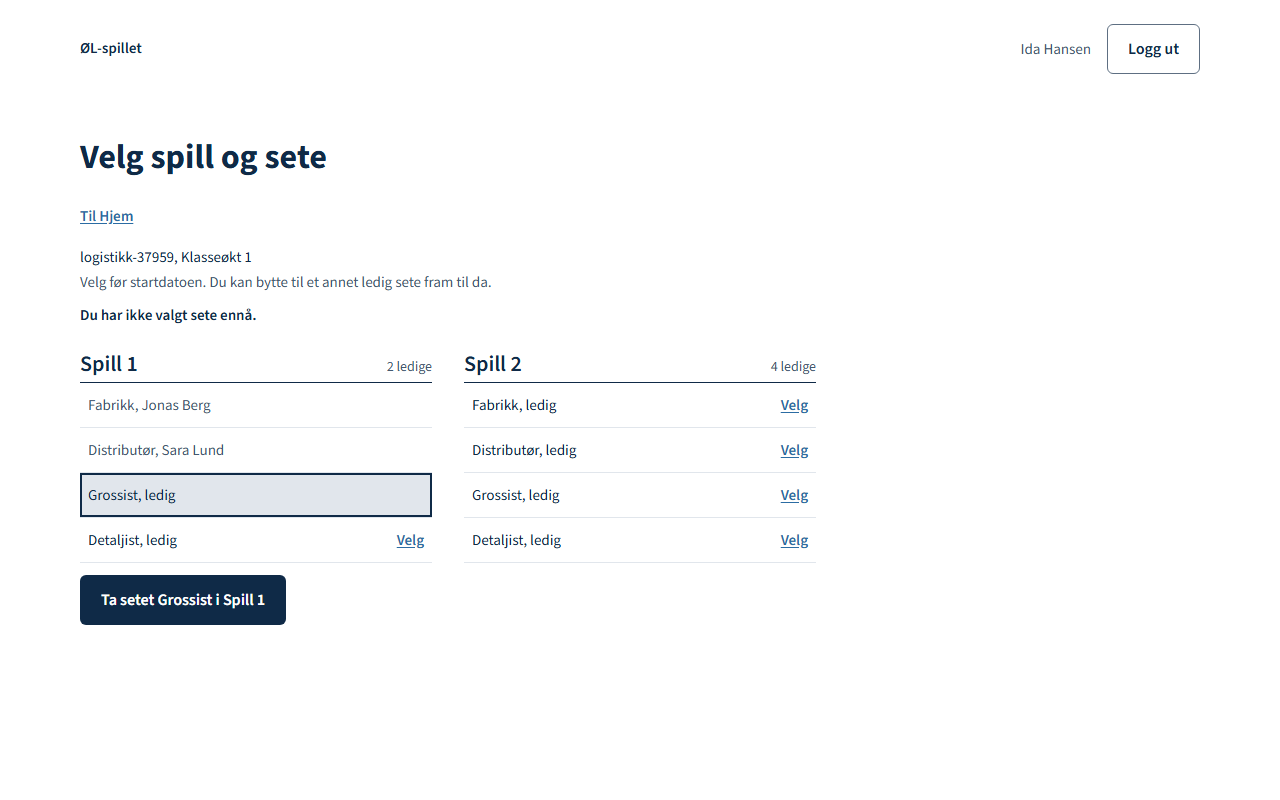 ØL-spillet
Ida Hansen
Logg ut
Velg spill og sete
Til Hjem
logistikk-37959, Klasseøkt 1
Velg før startdatoen. Du kan bytte til et annet ledig sete fram til da.
Du har ikke valgt sete ennå.
Spill 1
2 ledige
Fabrikk, Jonas Berg
Distributør, Sara Lund
Grossist, ledig
Detaljist, ledig
Velg
Ta setet Grossist i Spill 1
Spill 2
4 ledige
Fabrikk, ledig
Velg
Distributør, ledig
Velg
Grossist, ledig
Velg
Detaljist, ledig
Velg